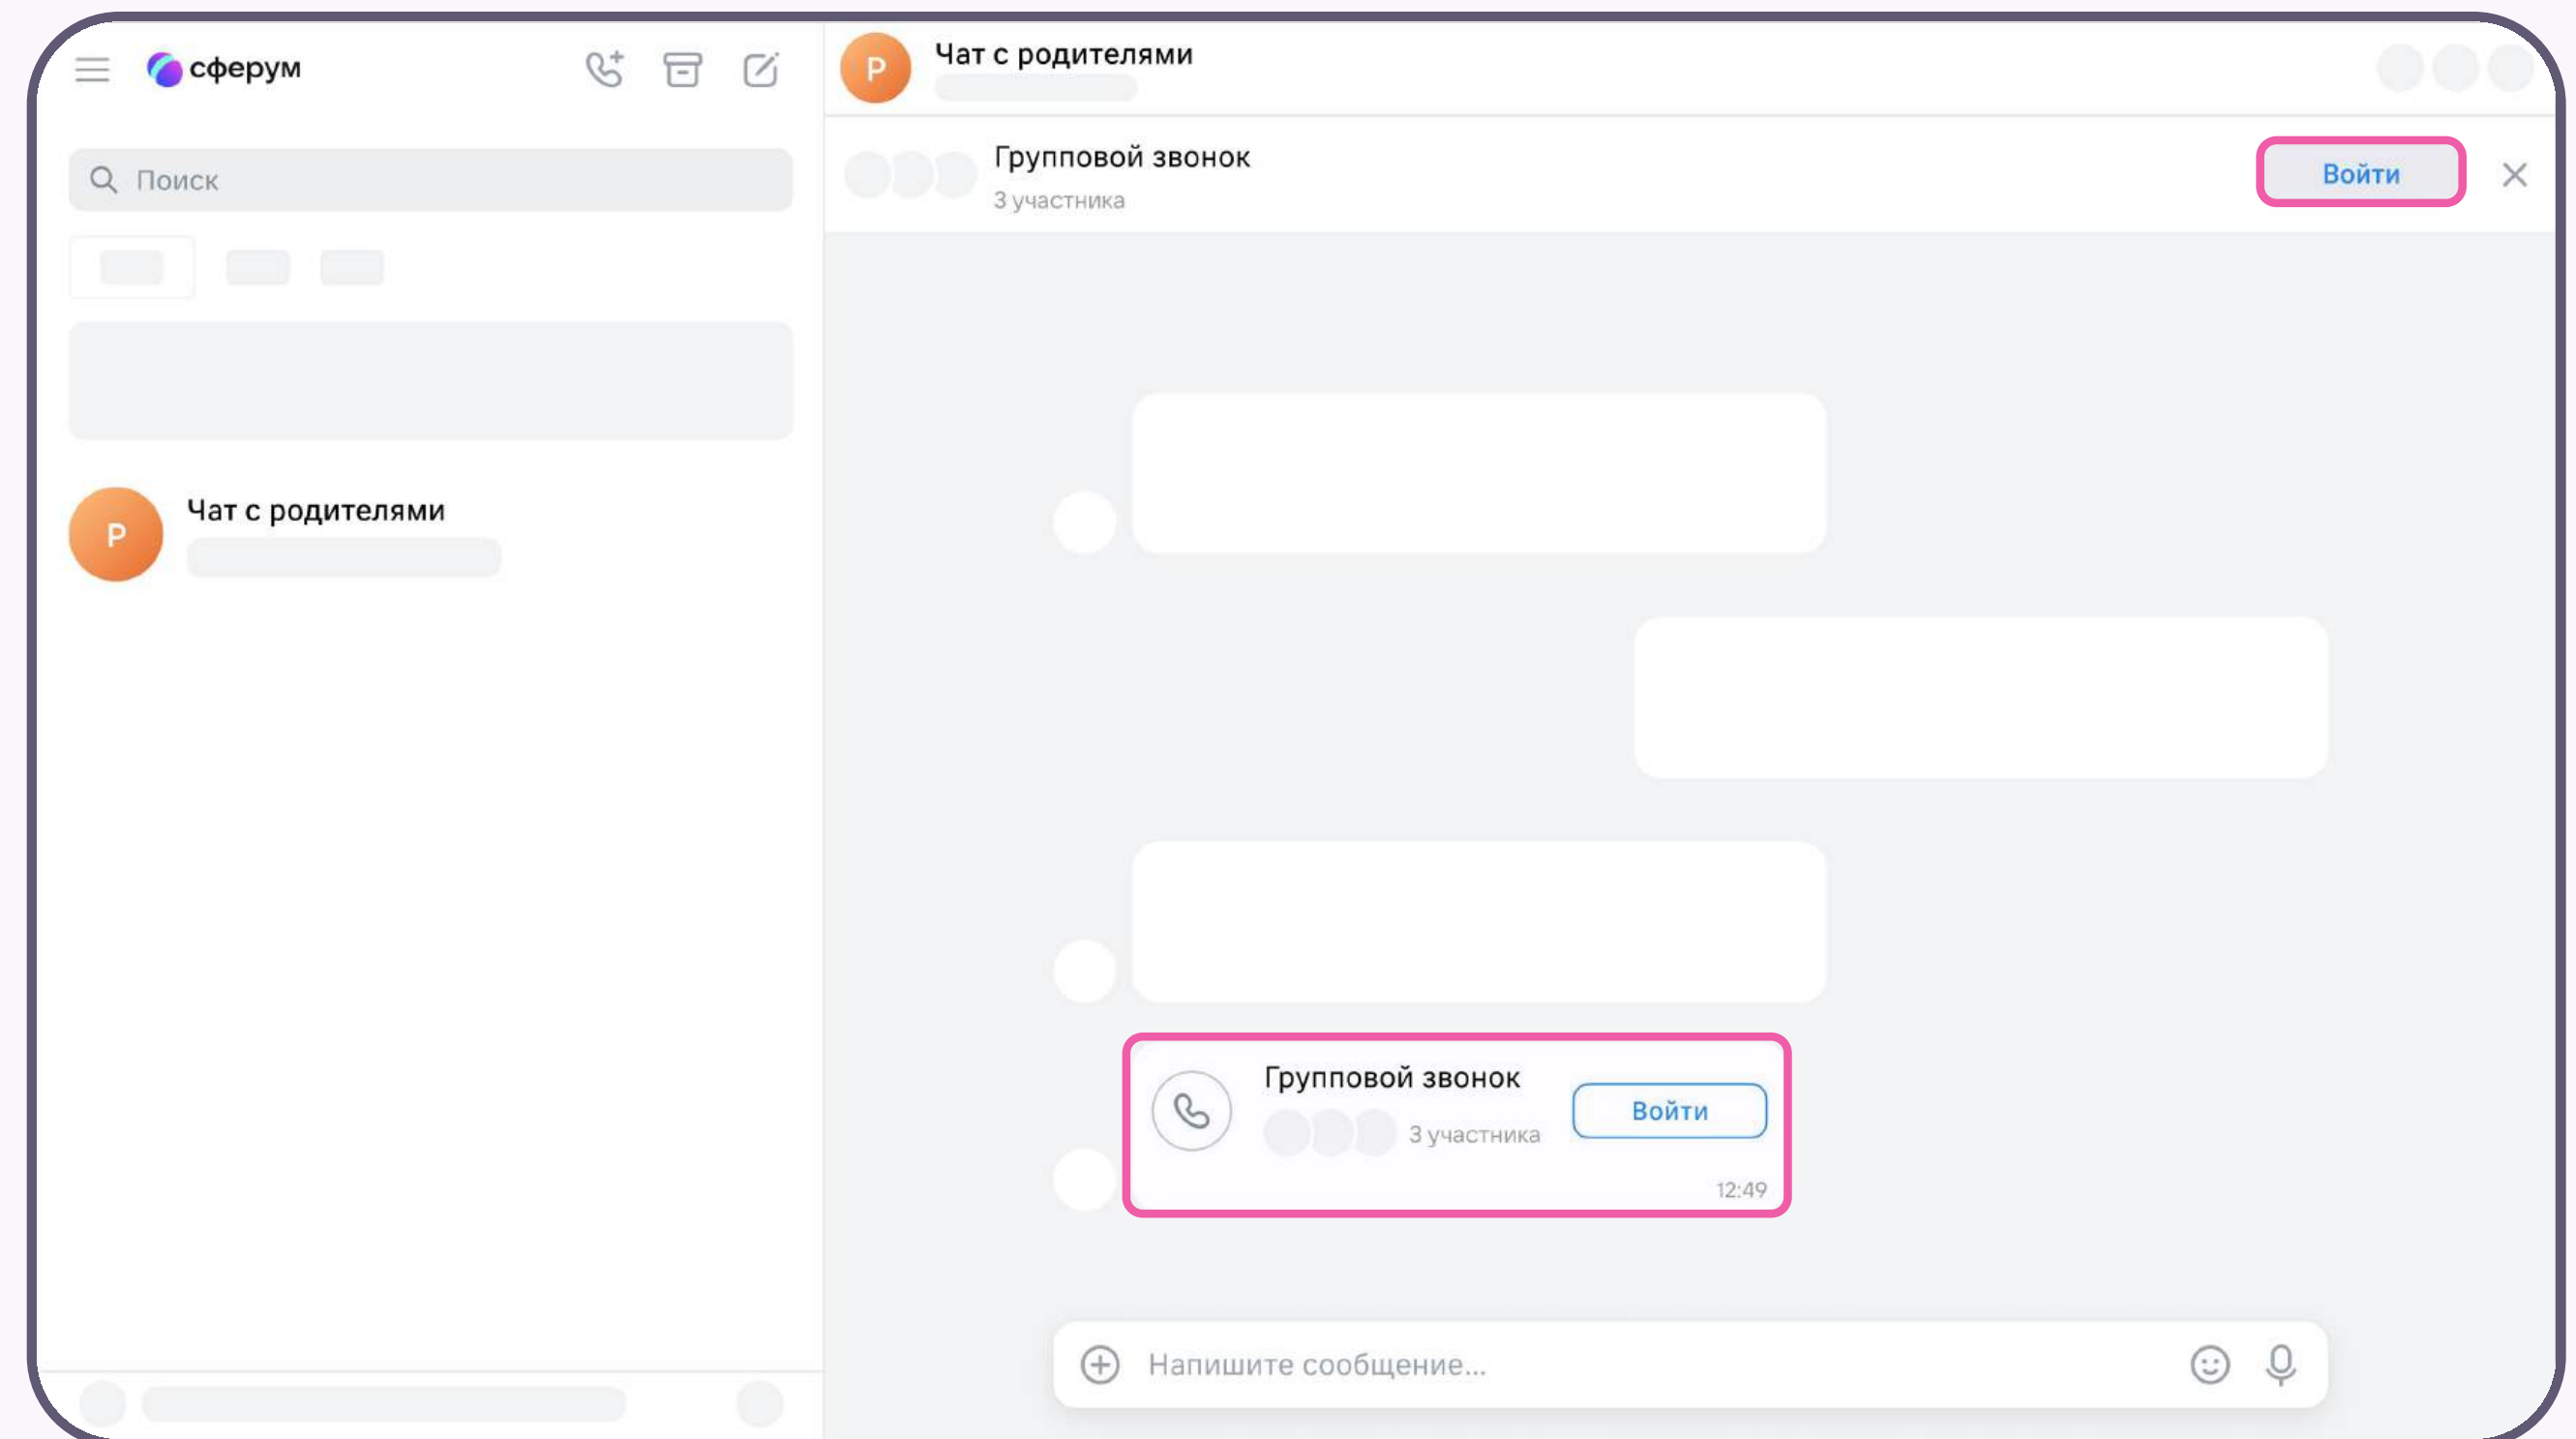 сферум
Поиск
Р
Чат с родителями
Р
Чат с родителями
Групповой звонок
3 участника
Войти
Групповой звонок
3 участника
Войти
12:49
Напишите сообщение...